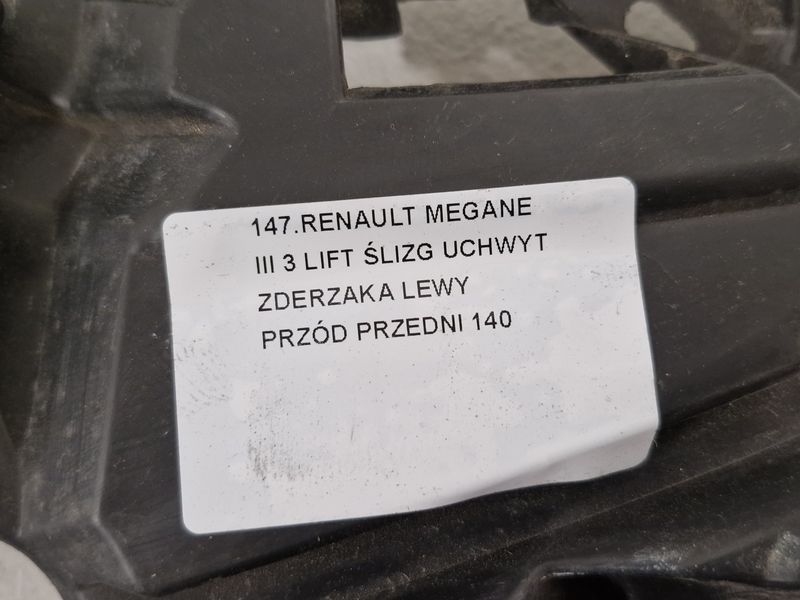 147.RENAULT MEGANE
III 3 LIFT ŚLIZG UCHWYT
ZDERZAKA LEWY
PRZÓD PRZEDNI 140